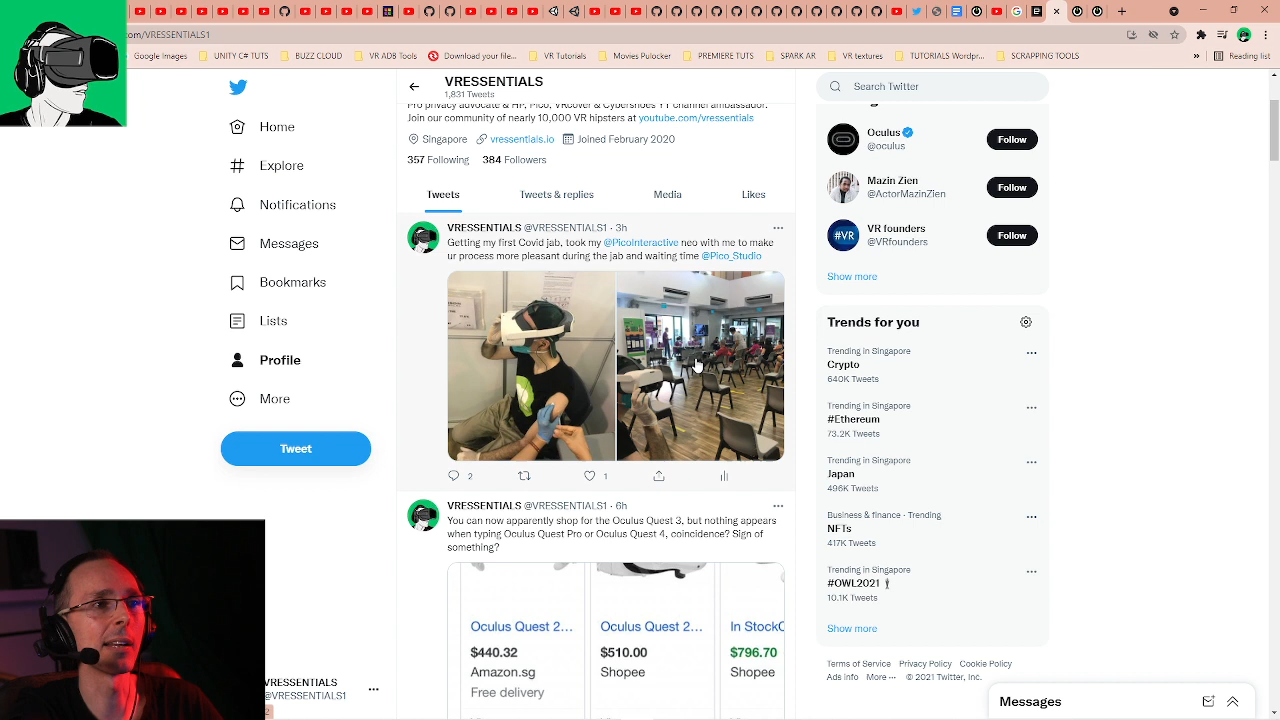 om/VRESSENTIALS1
Google Images
UNITY C# TUTS
BUZZ CLOUD
VR ADB Tools
Download your file...
TUTORIALS
Movies Pulocker
PREMIERE TUTS
SPARK AR
VR textures
TUTORIALS Wordpr...
SCRAPPING TOOLS
»
Reading list
VRESSENTIALS
1,831 Tweets
Search Twitter
Pro privacy advocate & HP, Pico, VRcover & Cybershoes YT channel ambassador.
Join our community of nearly 10,000 VR hipsters at youtube.com/vressentials
Singapore vressentials.io Joined February 2020
357 Following 384 Followers
Tweets
Tweets & replies
Media
Likes
Home
Explore
Notifications
Messages
Bookmarks
Lists
Profile
More
Tweet
VRESSENTIALS @VRESSENTIALS1 · 3h
Getting my first Covid jab, took my @PicoInteractive neo with me to make
ur process more pleasant during the jab and waiting time @Pico_Studio
2
1
VRESSENTIALS @VRESSENTIALS1 · 6h
You can now apparently shop for the Oculus Quest 3, but nothing appears
when typing Oculus Quest Pro or Oculus Quest 4, coincidence? Sign of
something?
Oculus Quest 2...
$440.32
Amazon.sg
Free delivery
Oculus Quest 2...
$510.00
Shopee
In StockC
$796.70
Shopee
Oculus
@oculus
Follow
Mazin Zien
@ActorMazinZien
Follow
#VR
VR founders
@VRfounders
Follow
Show more
Trends for you
Trending in Singapore
Crypto
640K Tweets
Trending in Singapore
#Ethereum
73.2K Tweets
Trending in Singapore
Japan
496K Tweets
Business & finance · Trending
NFTs
417K Tweets
Trending in Singapore
#OWL2021
10.1K Tweets
Show more
Terms of Service Privacy Policy Cookie Policy
Ads info More ··· © 2021 Twitter, Inc.
VRESSENTIALS
@VRESSENTIALS1
Messages